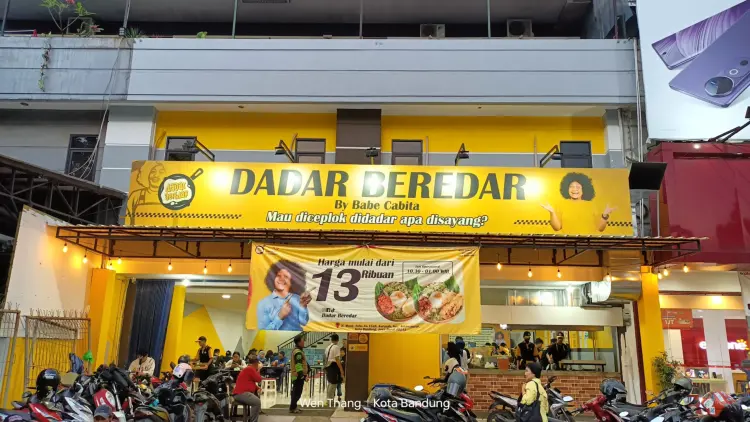 DADAR BEREDAR
By Babe Cabita
Mau diceplok didadar apa disayang?
Harga mulai dari
13 Ribuan
Dadar Beredar
Wen Thang . Kota Bandung